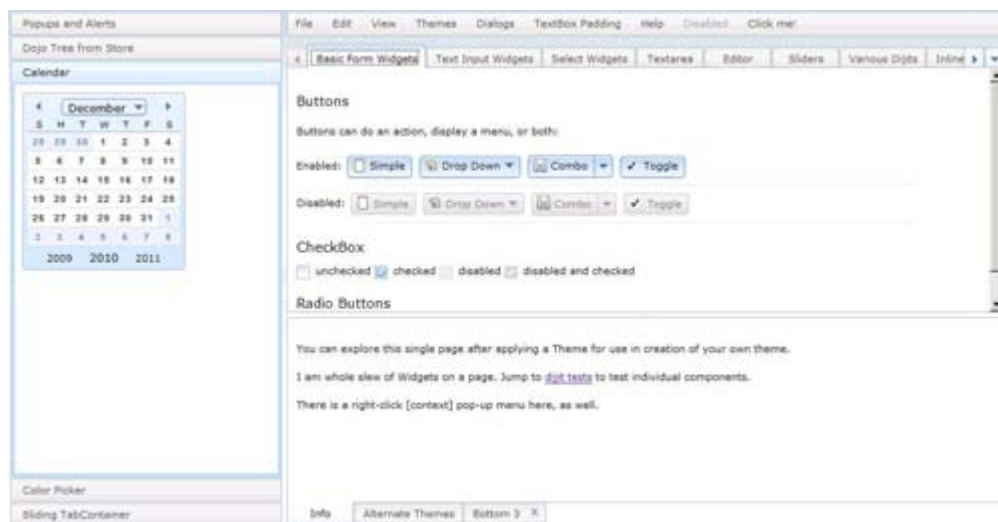 Popups and Alerts
Dojo Tree from Store
Calendar
December
S M T W T F S
28 29 30 1 2 3 4
5 6 7 8 9 10 11
12 13 14 15 16 17 18
19 20 21 22 23 24 25
26 27 28 29 30 31 1
2 3 4 5 6 7 8
2009 2010 2011
Color Picker
Sliding TabContainer
File Edit View Themes Dialogs TextBox Padding Help Disabled Click me!
Basic Form Widgets Text Input Widgets Select Widgets Textarea Editor Sliders Various Dijits Inline
Buttons
Buttons can do an action, display a menu, or both:
Enabled: Simple Drop Down Combo Toggle
Disabled: Simple Drop Down Combo Toggle
CheckBox
unchecked checked disabled disabled and checked
Radio Buttons
You can explore this single page after applying a Theme for use in creation of your own theme.
I am whole slew of Widgets on a page. Jump to dijit tests to test individual components.
There is a right-click [context] pop-up menu here, as well.
Info Alternate Themes Bottom 3 X